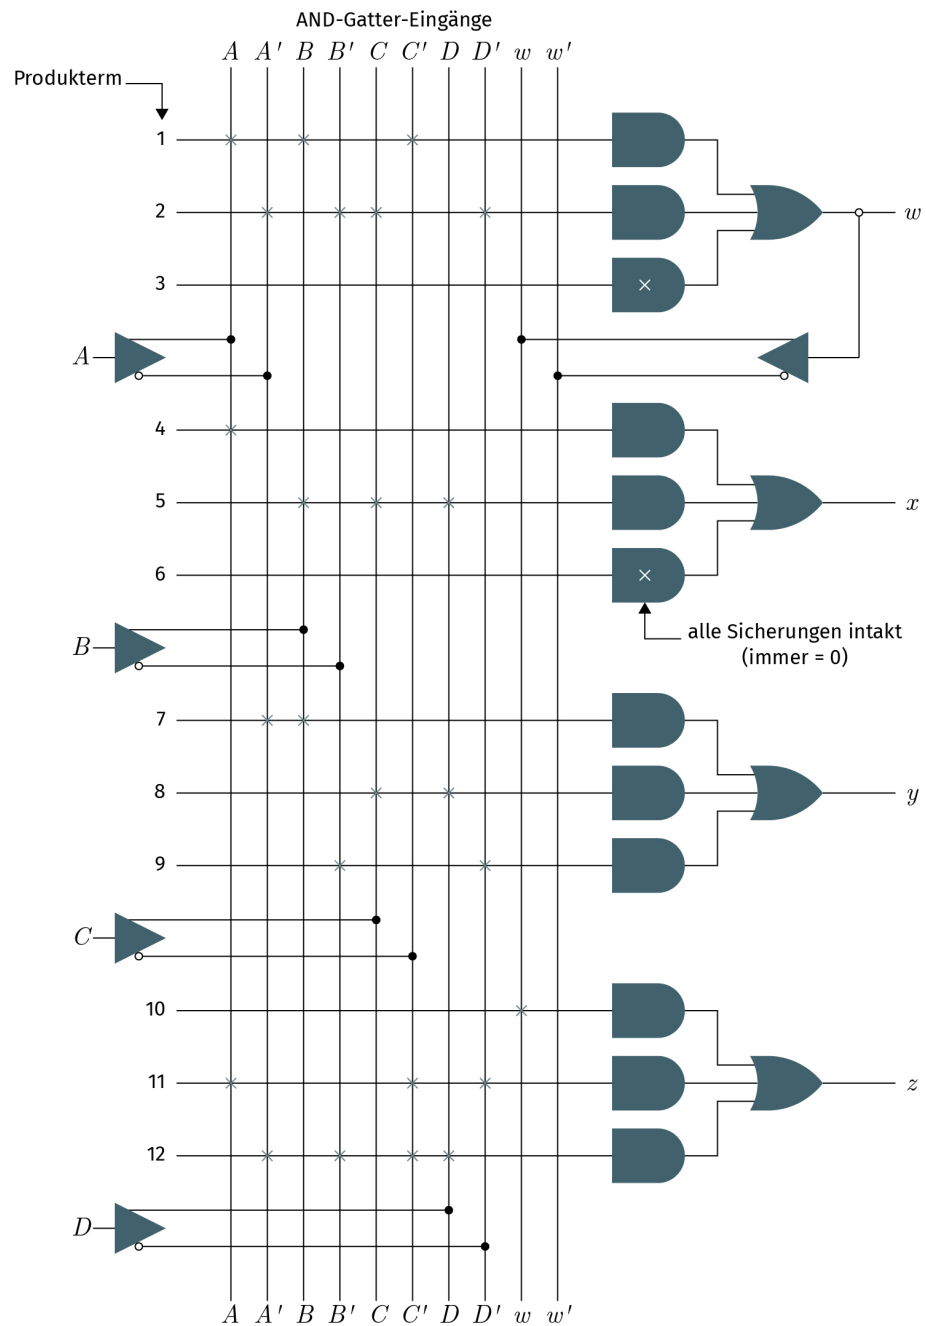 AND-Gatter-Eingänge
A A' B B' C C' D D' w w'
Produkterm
1
2
w
3
A
4
5
x
6
alle Sicherungen intakt
(immer = 0)
B
7
8
y
9
C
10
11
z
12
D
A A' B B' C C' D D' w w'